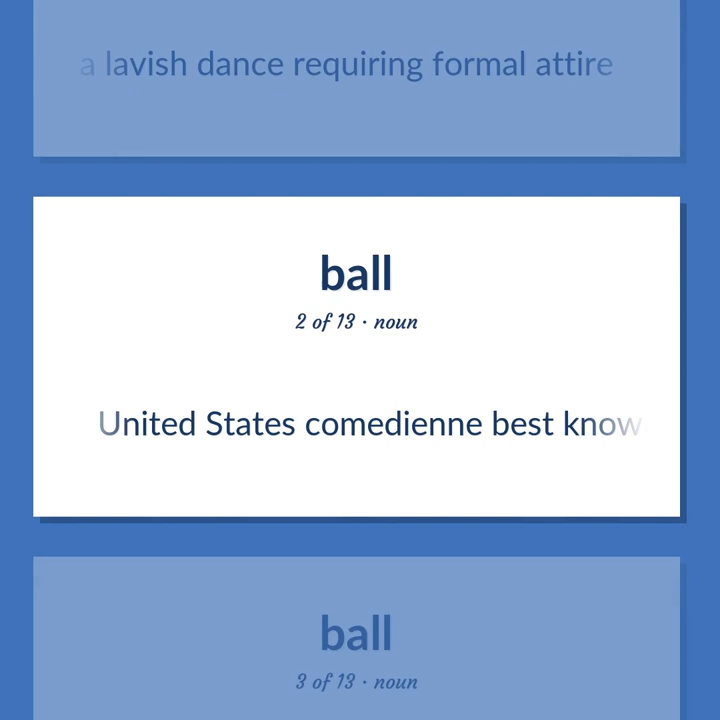 a lavish dance requiring formal attire
ball
2 of 13 · noun
United States comedienne best know
ball
3 of 13 · noun